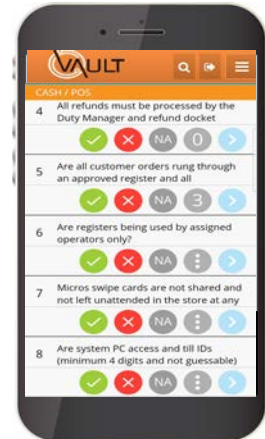 VAULT
CASH / POS
4 All refunds must be processed by the
Duty Manager and refund docket
NA 0
5 Are all customer orders rung through
an approved register and all
NA 3
6 Are registers being used by assigned
operators only?
NA
7 Micros swipe cards are not shared and
not left unattended in the store at any
NA
8 Are system PC access and till IDs
(minimum 4 digits and not guessable)
NA